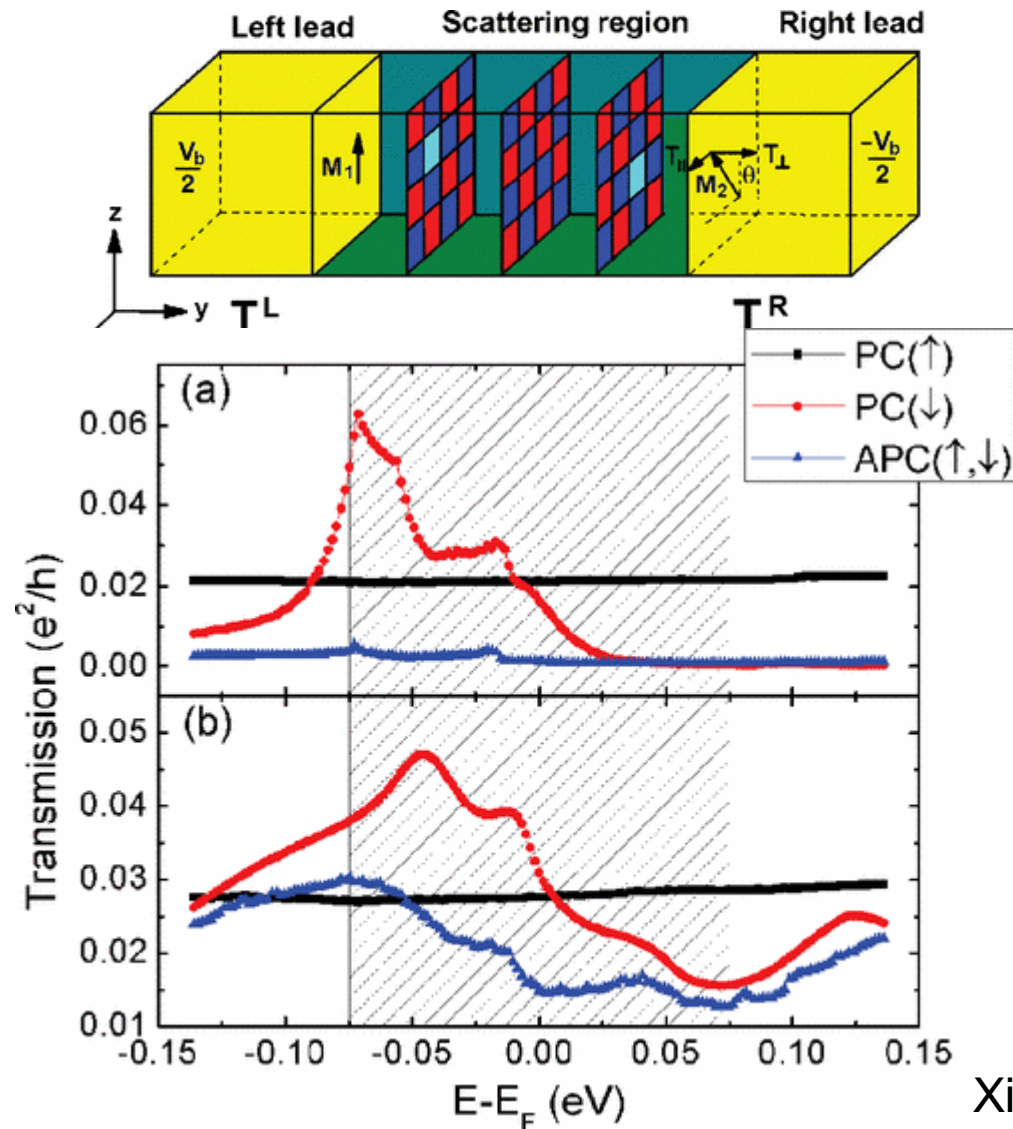 Left lead Scattering region Right lead
V_b/2 M₁ T_∥ M₂ θ T_⊥ -V_b/2
z
y
T^L T^R
PC(↑)
PC(↓)
APC(↑,↓)
(a)
0.06
0.04
0.02
0.00
Transmission (e²/h)
(b)
0.05
0.04
0.03
0.02
0.01
-0.15 -0.10 -0.05 0.00 0.05 0.10 0.15
E-E_F (eV)
Xi